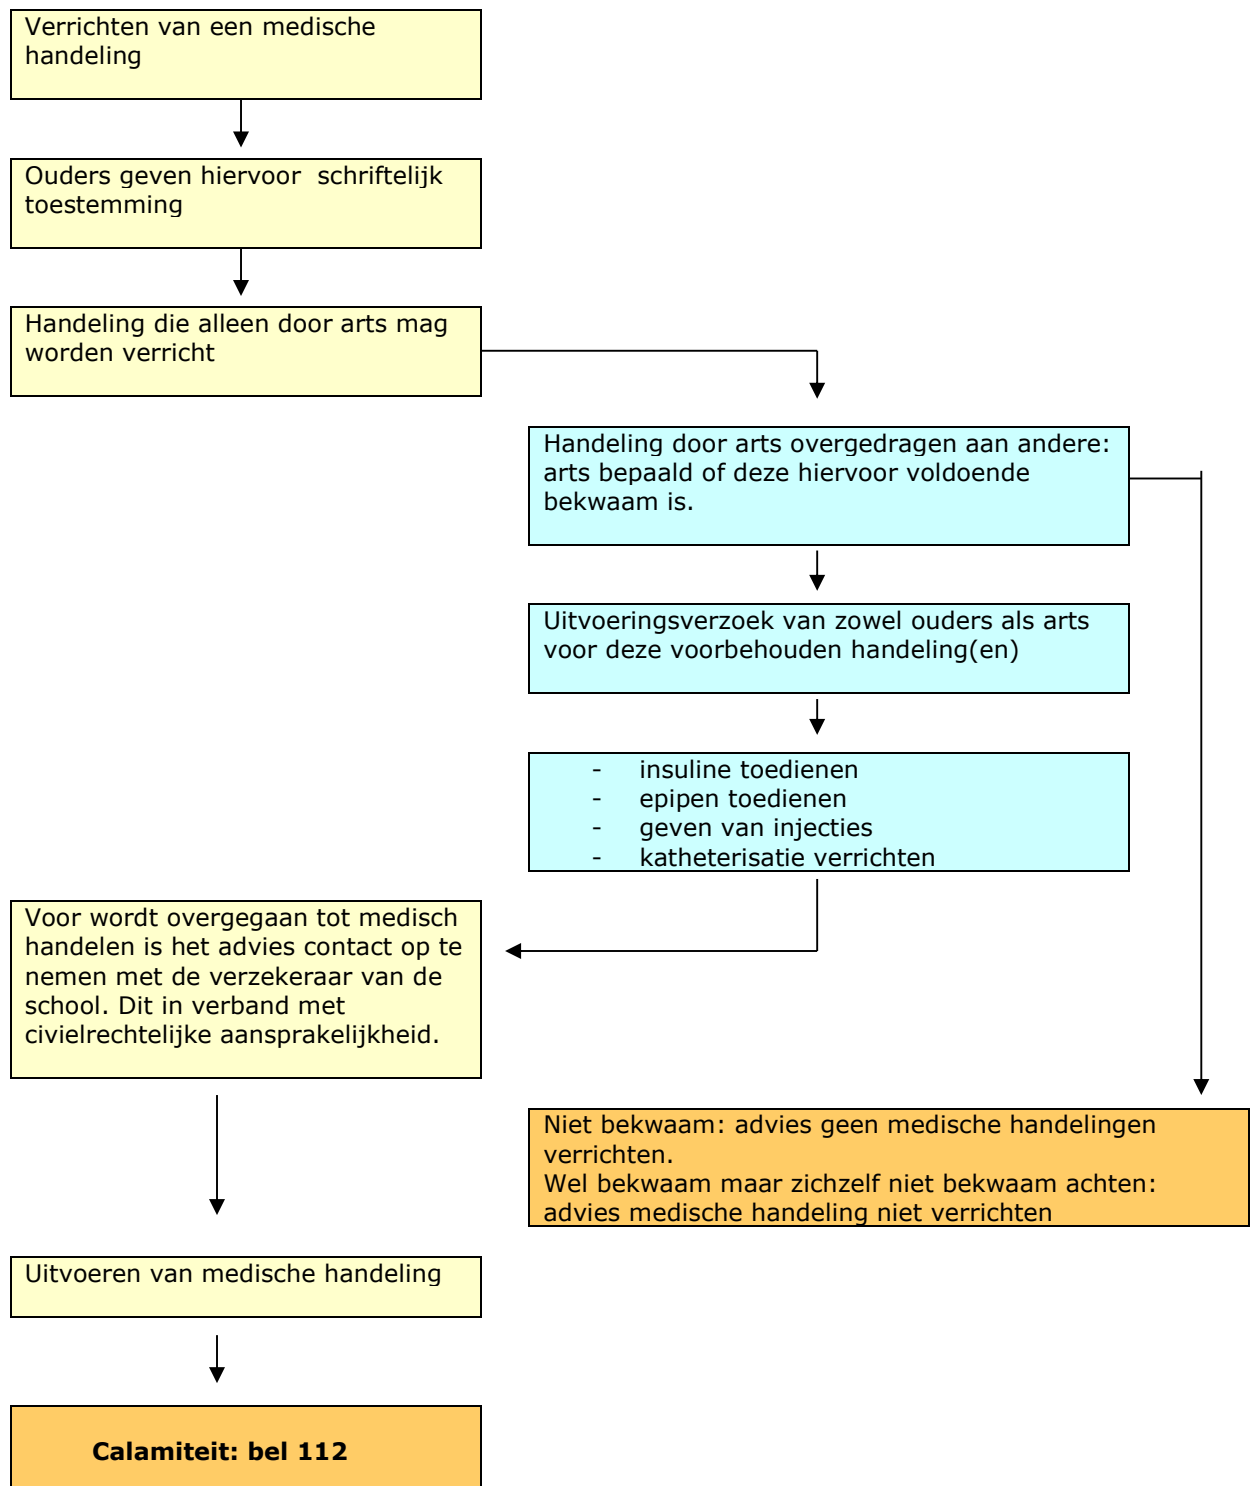 Verrichten van een medische
handeling
Ouders geven hiervoor  schriftelijk
toestemming
Handeling die alleen door arts mag
worden verricht
Handeling door arts overgedragen aan andere:
arts bepaald of deze hiervoor voldoende
bekwaam is.
Uitvoeringsverzoek van zowel ouders als arts
voor deze voorbehouden handeling(en)
- insuline toedienen
- epipen toedienen
- geven van injecties
- katheterisatie verrichten
Voor wordt overgegaan tot medisch
handelen is het advies contact op te
nemen met de verzekeraar van de
school. Dit in verband met
civielrechtelijke aansprakelijkheid.
Niet bekwaam: advies geen medische handelingen
verrichten.
Wel bekwaam maar zichzelf niet bekwaam achten:
advies medische handeling niet verrichten
Uitvoeren van medische handeling
Calamiteit: bel 112